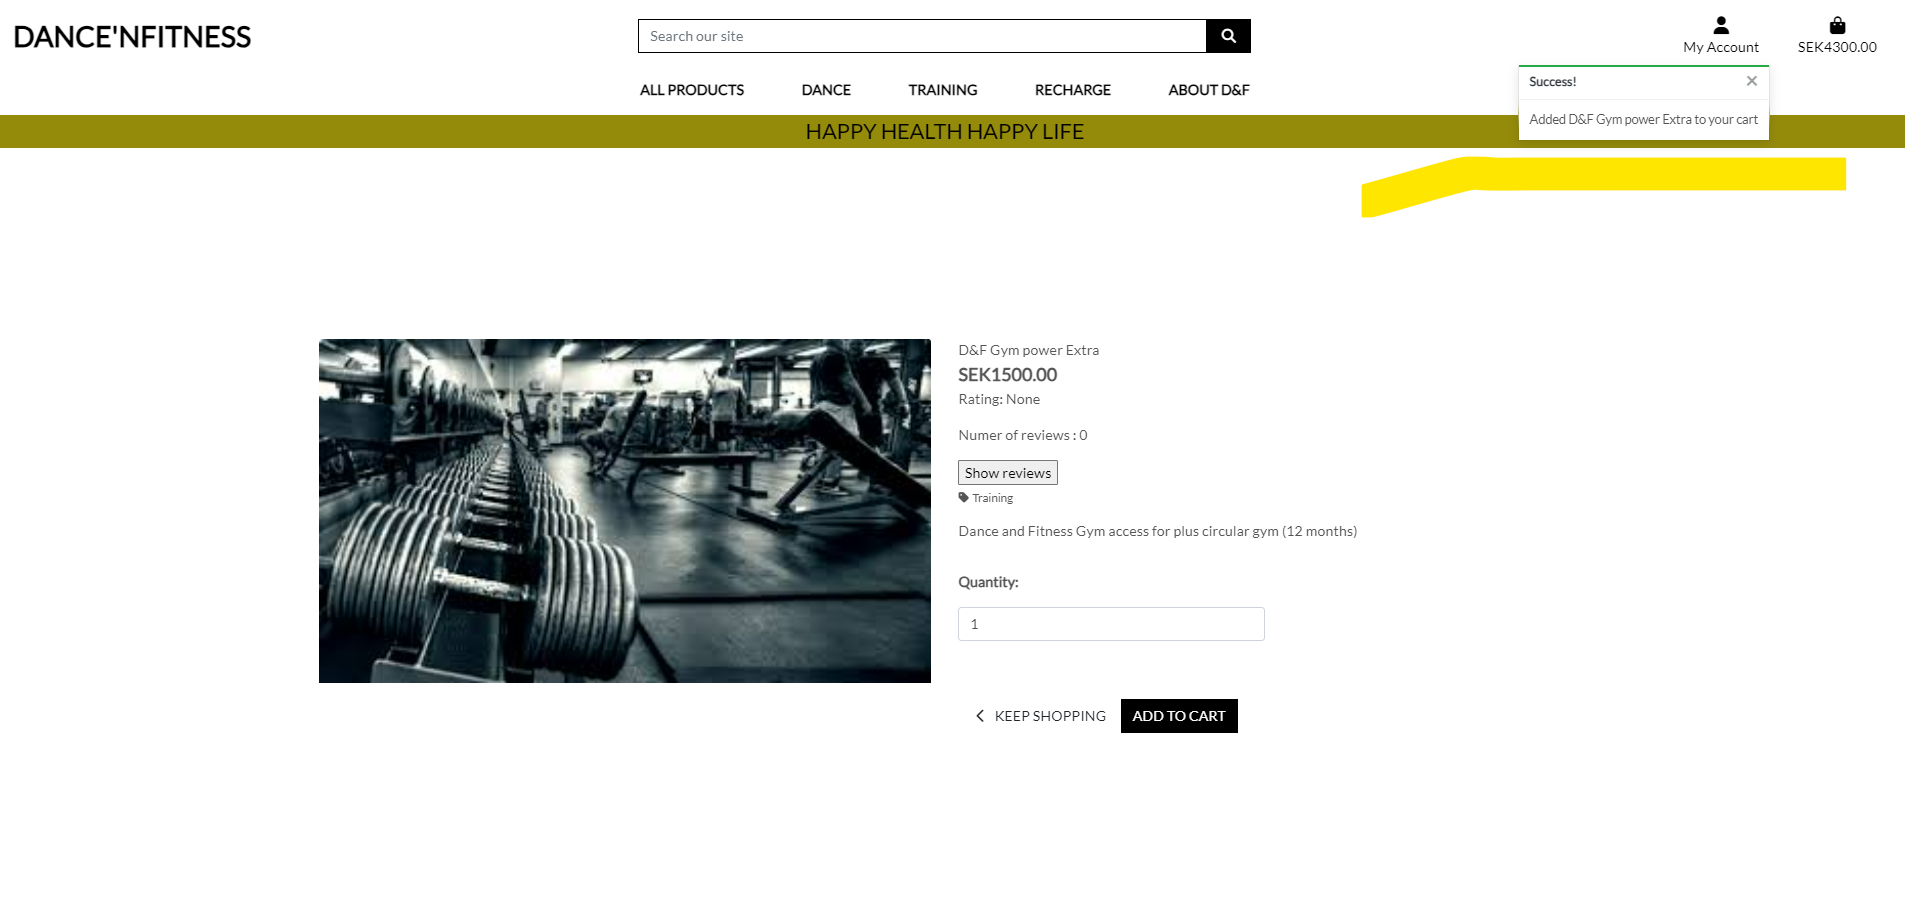 DANCE'NFITNESS
Search our site
My Account
SEK4300.00
ALL PRODUCTS
DANCE
TRAINING
RECHARGE
ABOUT D&F
Success!
×
Added D&F Gym power Extra to your cart
HAPPY HEALTH HAPPY LIFE
D&F Gym power Extra
SEK1500.00
Rating: None
Numer of reviews : 0
Show reviews
Training
Dance and Fitness Gym access for plus circular gym (12 months)
Quantity:
1
KEEP SHOPPING
ADD TO CART